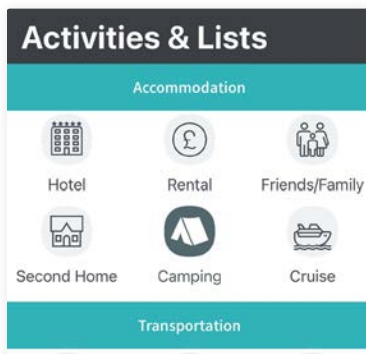 Activities & Lists
Accommodation
£
Hotel Rental Friends/Family
Second Home Camping Cruise
Transportation